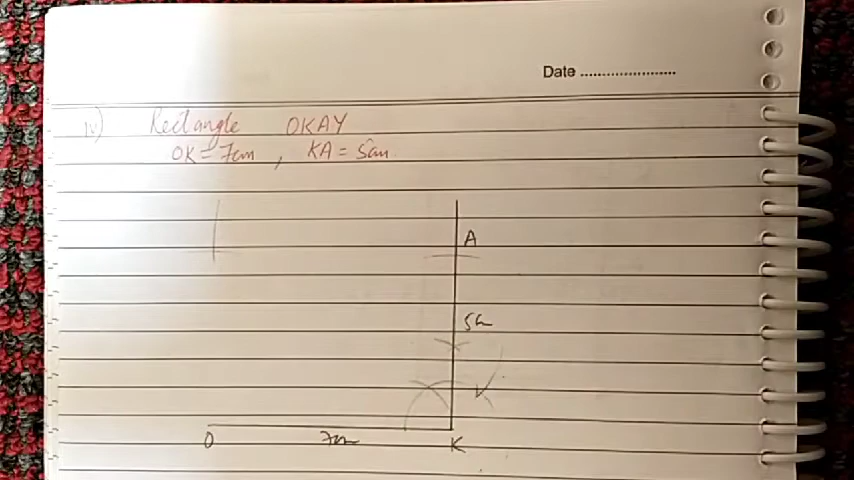 Date ........................
iv) Rectangle OKAY
OK = 7cm , KA = 5cm
A
5cm
O 7cm K